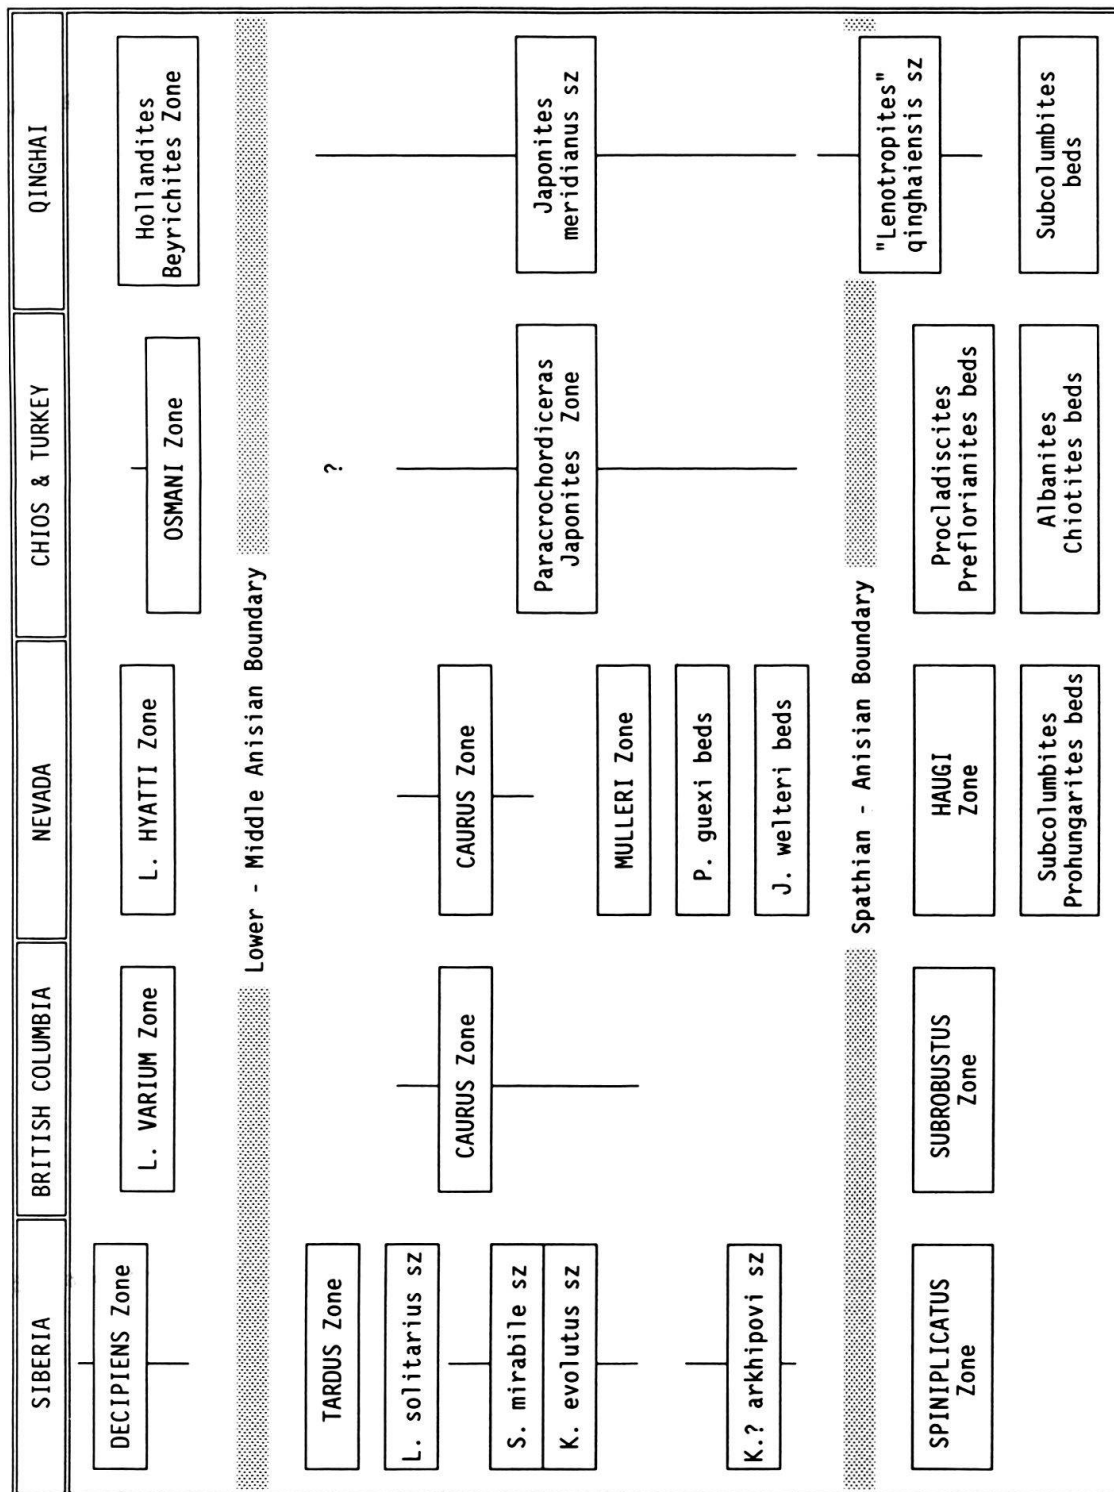 SIBERIA
BRITISH COLUMBIA
NEVADA
CHIOS & TURKEY
QINGHAI
DECIPIENS Zone
L. VARIUM Zone
L. HYATTI Zone
OSMANI Zone
Hollandites
Beyrichites Zone
Lower - Middle Anisian Boundary
TARDUS Zone
L. solitarius sz
S. mirabile sz
K. evolutus sz
K.? arkhipovi sz
CAURUS Zone
CAURUS Zone
MULLERI Zone
P. guexi beds
J. welteri beds
?
Paracrochordiceras
Japonites Zone
Japonites
meridianus sz
"Lenotropites"
qinghaiensis sz
Spathian - Anisian Boundary
SPINIPLICATUS
Zone
SUBROBUSTUS
Zone
HAUGI
Zone
Subcolumbites
Prohungarites beds
Procladiscites
Preflorianites beds
Albanites
Chiotites beds
Subcolumbites
beds